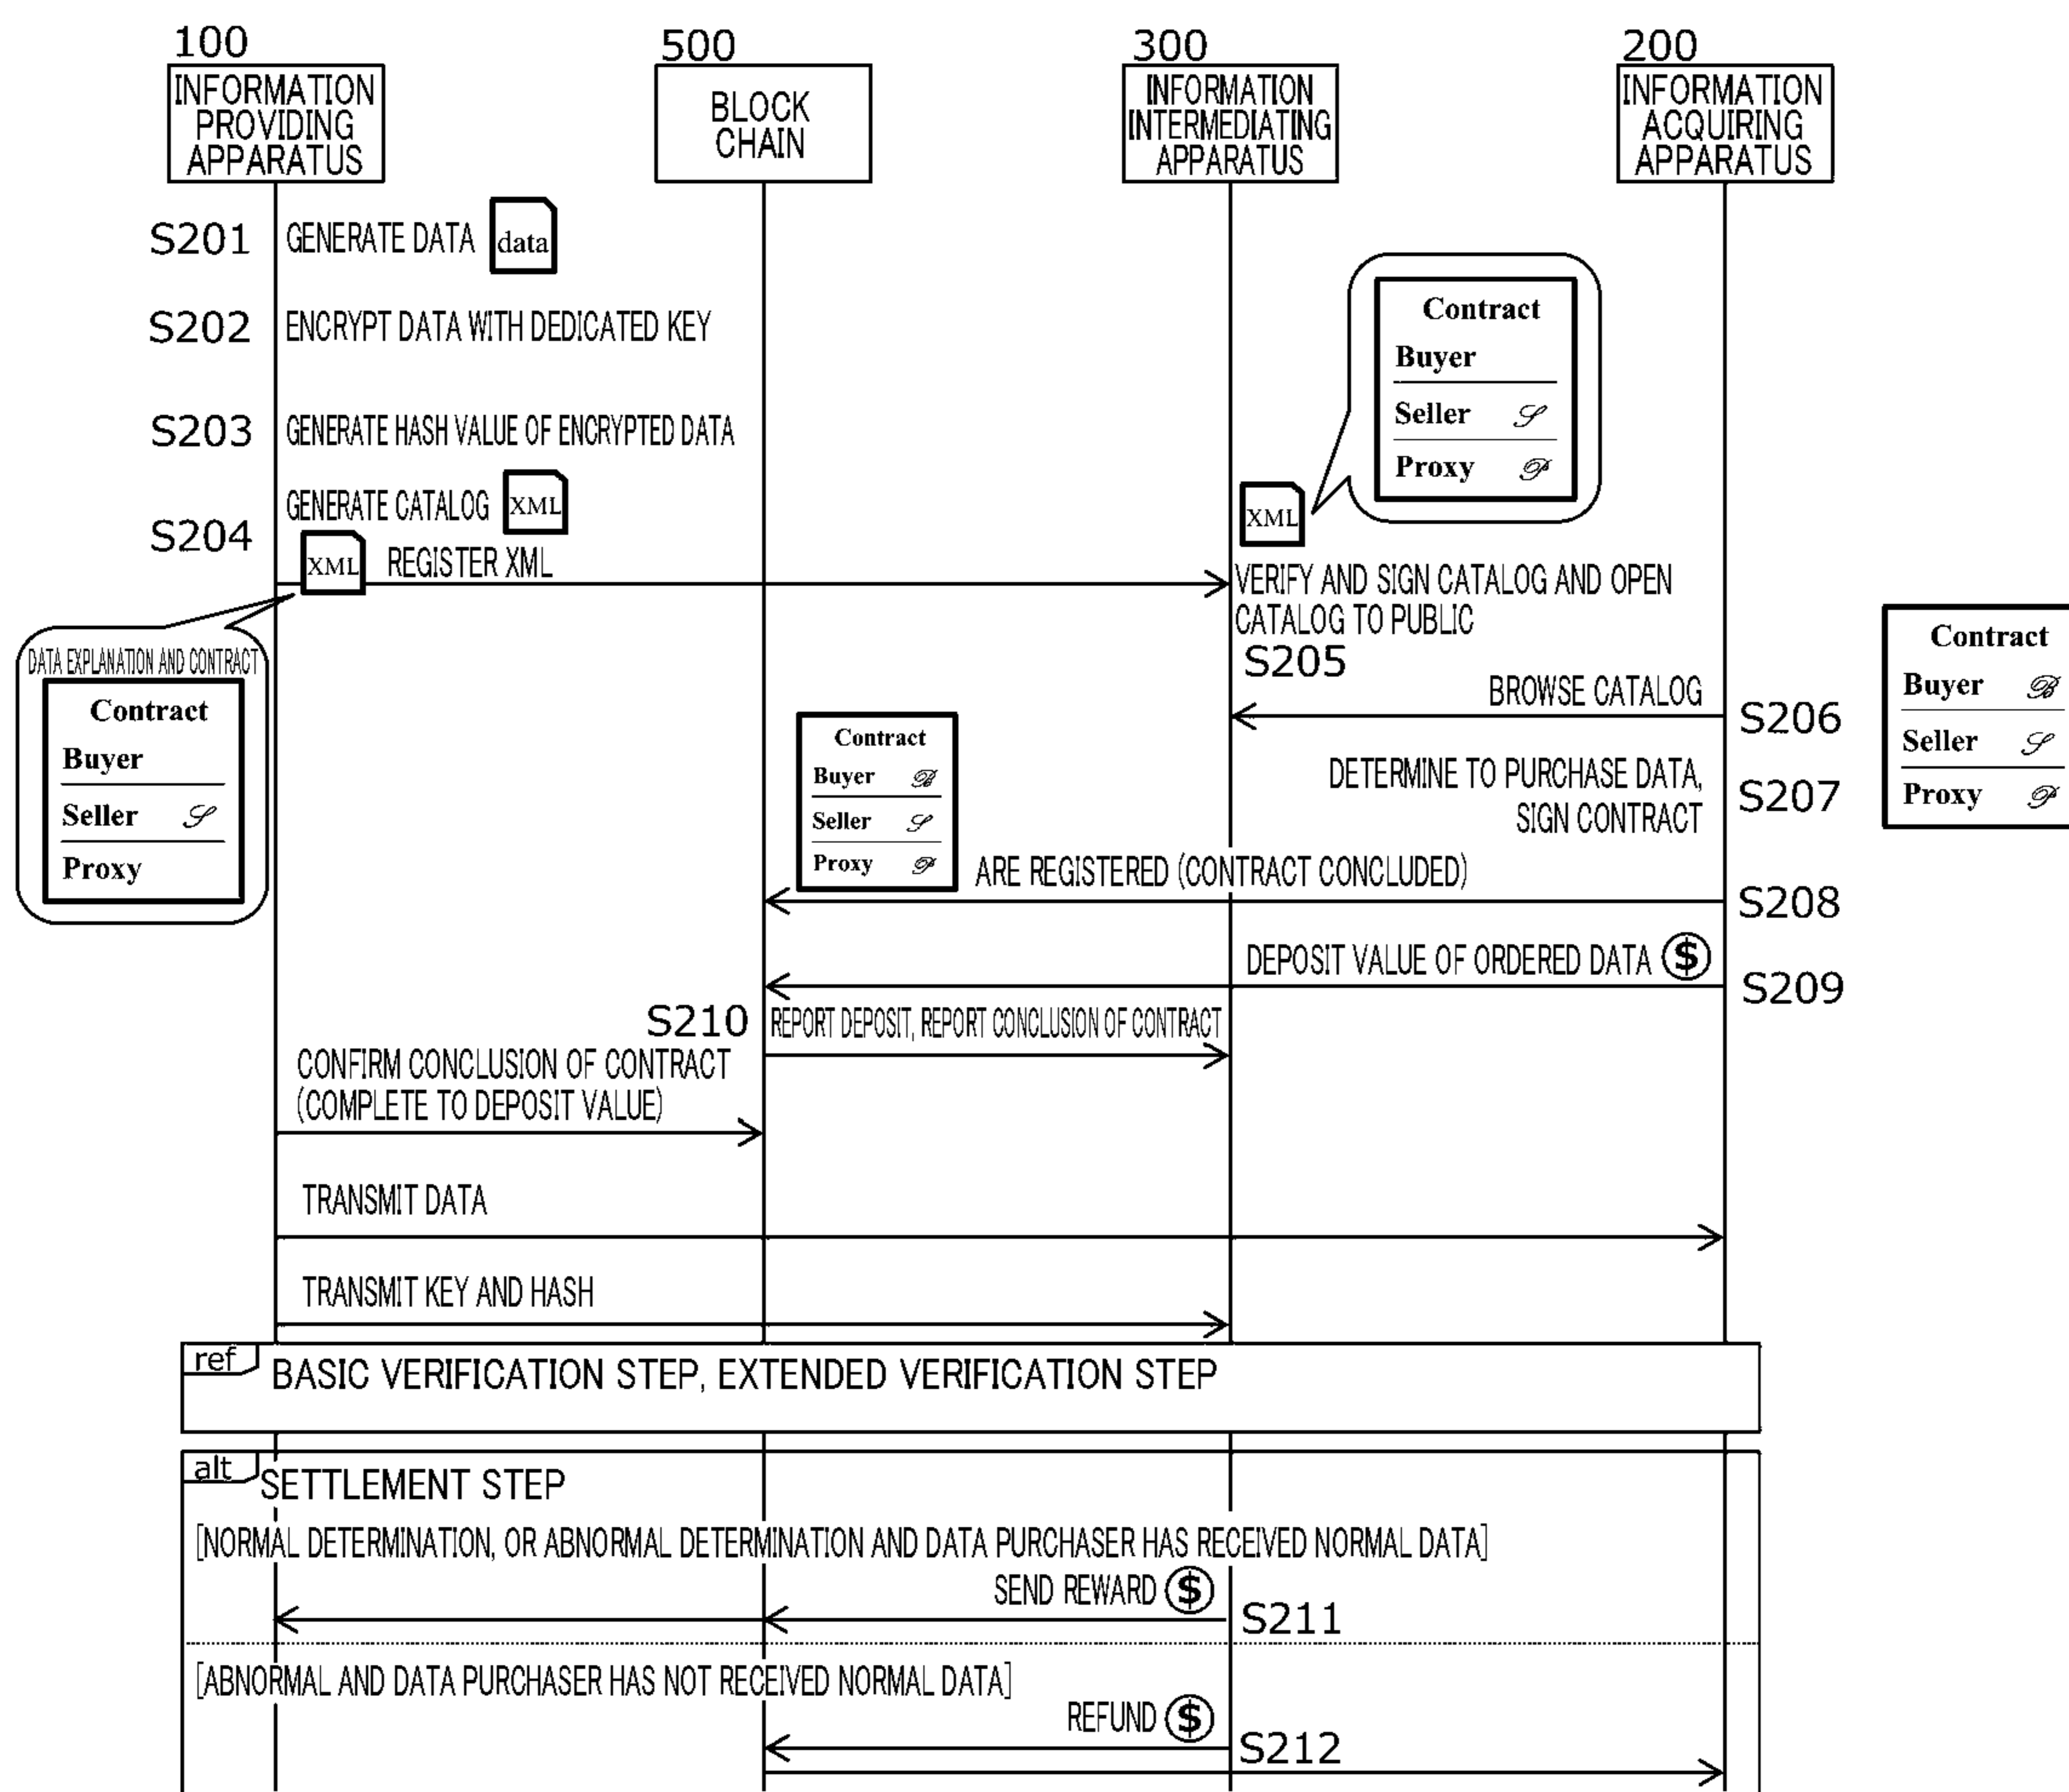 100
500
300
200
INFORMATION
PROVIDING
APPARATUS
BLOCK
CHAIN
INFORMATION
INTERMEDIATING
APPARATUS
INFORMATION
ACQUIRING
APPARATUS
S201
GENERATE DATA
data
S202
ENCRYPT DATA WITH DEDICATED KEY
S203
GENERATE HASH VALUE OF ENCRYPTED DATA
S204
GENERATE CATALOG
XML
XML
REGISTER XML
DATA EXPLANATION AND CONTRACT
Contract
Buyer
Seller S
Proxy
Contract
Buyer
Seller S
Proxy P
XML
VERIFY AND SIGN CATALOG AND OPEN
CATALOG TO PUBLIC
S205
BROWSE CATALOG
S206
DETERMINE TO PURCHASE DATA,
SIGN CONTRACT
S207
Contract
Buyer B
Seller S
Proxy P
Contract
Buyer B
Seller S
Proxy P
ARE REGISTERED (CONTRACT CONCLUDED)
S208
DEPOSIT VALUE OF ORDERED DATA $
S209
S210
REPORT DEPOSIT, REPORT CONCLUSION OF CONTRACT
CONFIRM CONCLUSION OF CONTRACT
(COMPLETE TO DEPOSIT VALUE)
TRANSMIT DATA
TRANSMIT KEY AND HASH
ref
BASIC VERIFICATION STEP, EXTENDED VERIFICATION STEP
alt
SETTLEMENT STEP
[NORMAL DETERMINATION, OR ABNORMAL DETERMINATION AND DATA PURCHASER HAS RECEIVED NORMAL DATA]
SEND REWARD $
S211
[ABNORMAL AND DATA PURCHASER HAS NOT RECEIVED NORMAL DATA]
REFUND $
S212